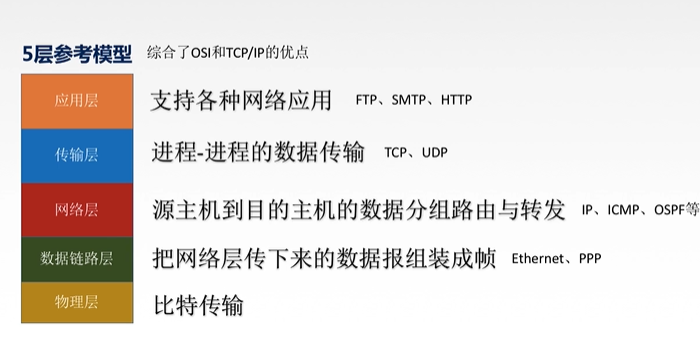 5层参考模型 综合了OSI和TCP/IP的优点
应用层 支持各种网络应用 FTP、SMTP、HTTP
传输层 进程-进程的数据传输 TCP、UDP
网络层 源主机到目的主机的数据分组路由与转发 IP、ICMP、OSPF等
数据链路层 把网络层传下来的数据报组装成帧 Ethernet、PPP
物理层 比特传输